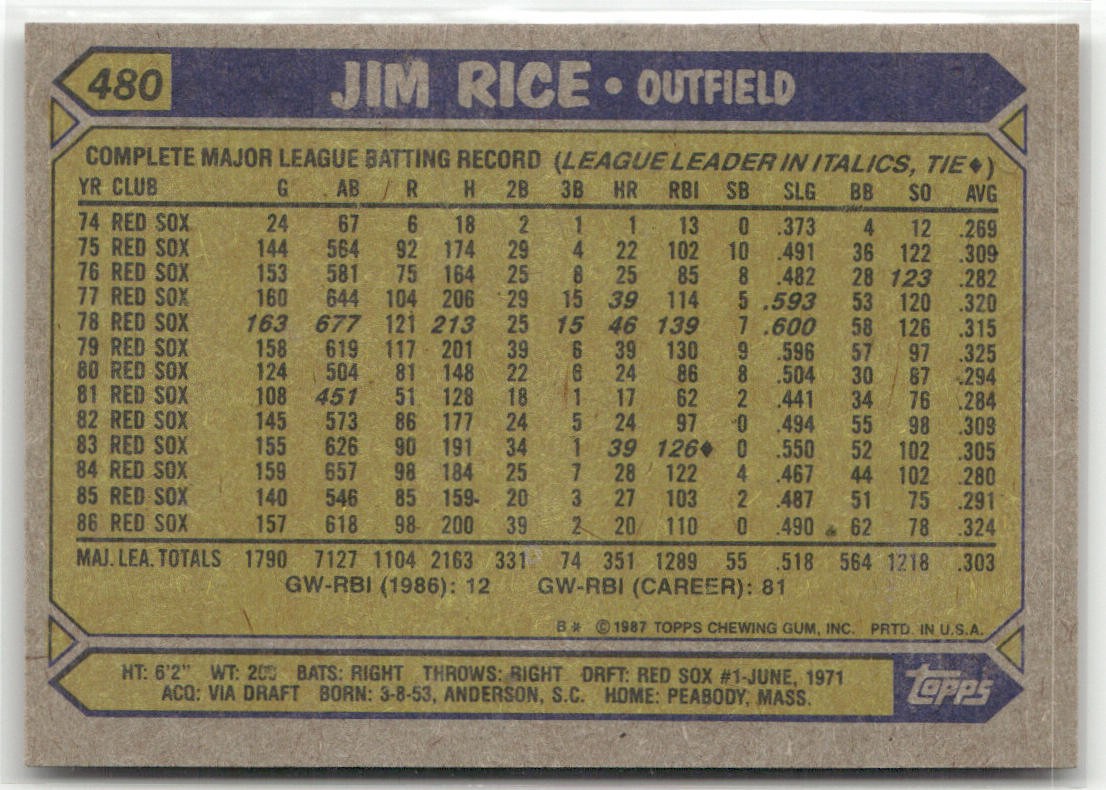 480 JIM RICE • OUTFIELD
COMPLETE MAJOR LEAGUE BATTING RECORD (LEAGUE LEADER IN ITALICS, TIE♦)
YR CLUB G AB R H 2B 3B HR RBI SB SLG BB SO AVG
74 RED SOX 24 67 6 18 2 1 1 13 0 .373 4 12 .269
75 RED SOX 144 564 92 174 29 4 22 102 10 .491 36 122 .309
76 RED SOX 153 581 75 164 25 8 25 85 8 .482 28 123 .282
77 RED SOX 160 644 104 206 29 15 39 114 5 .593 53 120 .320
78 RED SOX 163 677 121 213 25 15 46 139 7 .600 58 126 .315
79 RED SOX 158 619 117 201 39 6 39 130 9 .596 57 97 .325
80 RED SOX 124 504 81 148 22 6 24 86 8 .504 30 87 .294
81 RED SOX 108 451 51 128 18 1 17 62 2 .441 34 76 .284
82 RED SOX 145 573 86 177 24 5 24 97 0 .494 55 98 .309
83 RED SOX 155 626 90 191 34 1 39 126♦ 0 .550 52 102 .305
84 RED SOX 159 657 98 184 25 7 28 122 4 .467 44 102 .280
85 RED SOX 140 546 85 159 20 3 27 103 2 .487 51 75 .291
86 RED SOX 157 618 98 200 39 2 20 110 0 .490 62 78 .324
MAJ. LEA. TOTALS 1790 7127 1104 2163 331 74 351 1289 55 .518 564 1218 .303
GW-RBI (1986): 12 GW-RBI (CAREER): 81
B* ©1987 TOPPS CHEWING GUM, INC. PRTD. IN U.S.A.
HT: 6'2" WT: BATS: RIGHT THROWS: RIGHT DRFT: RED SOX #1-JUNE, 1971
ACQ: VIA DRAFT BORN: 3-8-53, ANDERSON, S.C. HOME: PEABODY, MASS.
Topps